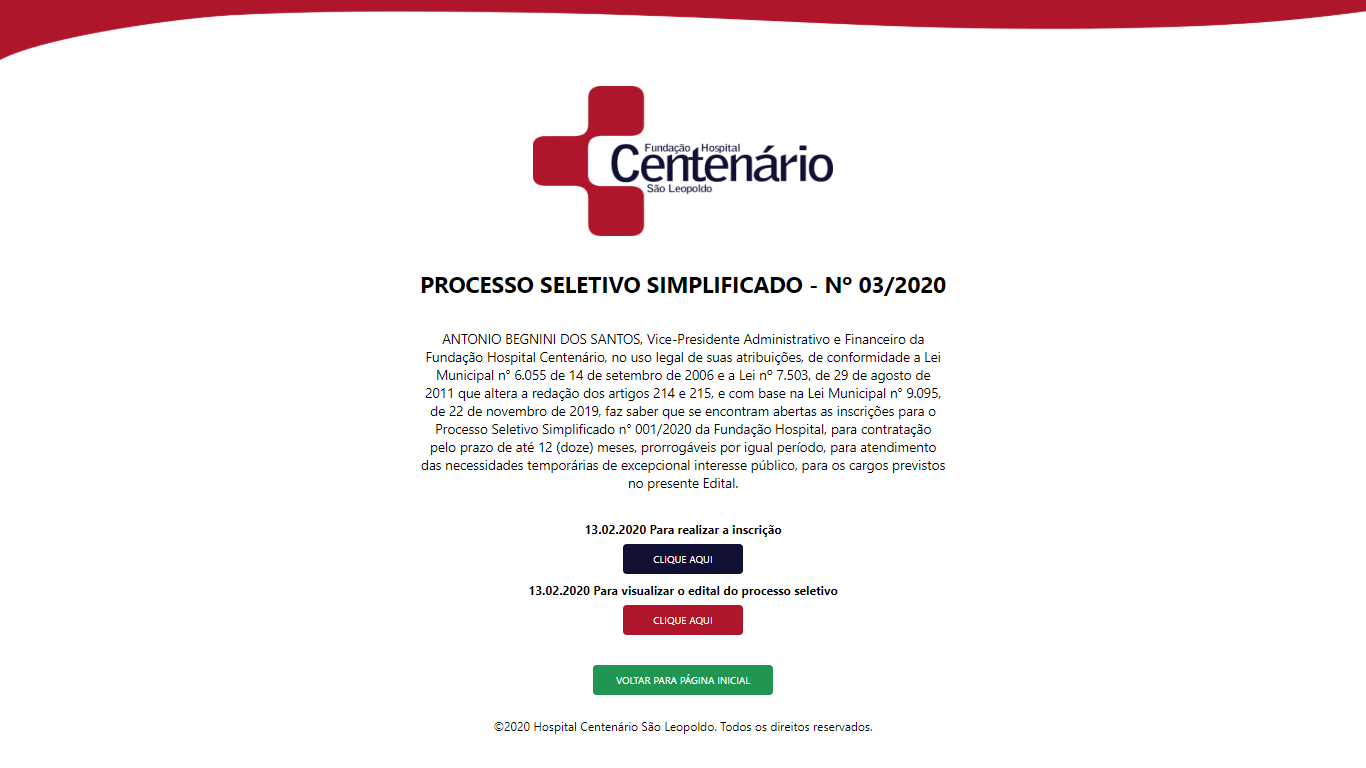 Fundação Hospital
Centenário
São Leopoldo
PROCESSO SELETIVO SIMPLIFICADO - Nº 03/2020
ANTONIO BEGNINI DOS SANTOS, Vice-Presidente Administrativo e Financeiro da
Fundação Hospital Centenário, no uso legal de suas atribuições, de conformidade a Lei
Municipal n° 6.055 de 14 de setembro de 2006 e a Lei nº 7.503, de 29 de agosto de
2011 que altera a redação dos artigos 214 e 215, e com base na Lei Municipal n° 9.095,
de 22 de novembro de 2019, faz saber que se encontram abertas as inscrições para o
Processo Seletivo Simplificado n° 001/2020 da Fundação Hospital, para contratação
pelo prazo de até 12 (doze) meses, prorrogáveis por igual período, para atendimento
das necessidades temporárias de excepcional interesse público, para os cargos previstos
no presente Edital.
13.02.2020 Para realizar a inscrição
CLIQUE AQUI
13.02.2020 Para visualizar o edital do processo seletivo
CLIQUE AQUI
VOLTAR PARA PÁGINA INICIAL
©2020 Hospital Centenário São Leopoldo. Todos os direitos reservados.